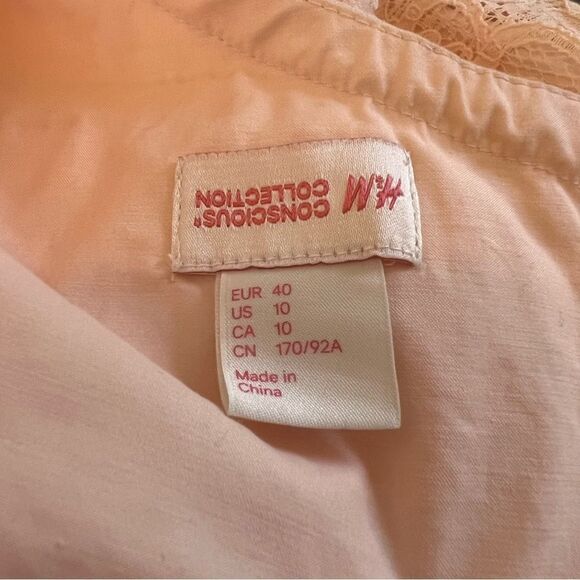 H&M CONSCIOUS
COLLECTION
EUR 40
US 10
CA 10
CN 170/92A
Made in
China